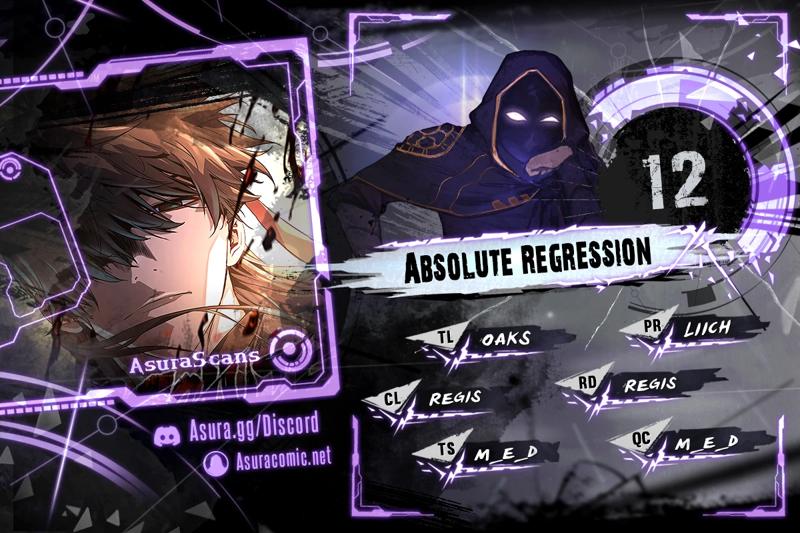 12
ABSOLUTE REGRESSION
TL OAKS
PR LIICH
CL REGIS
RD REGIS
TS M_E_D
QC M_E_D
AsuraScans
Asura.gg/Discord
Asuracomic.net